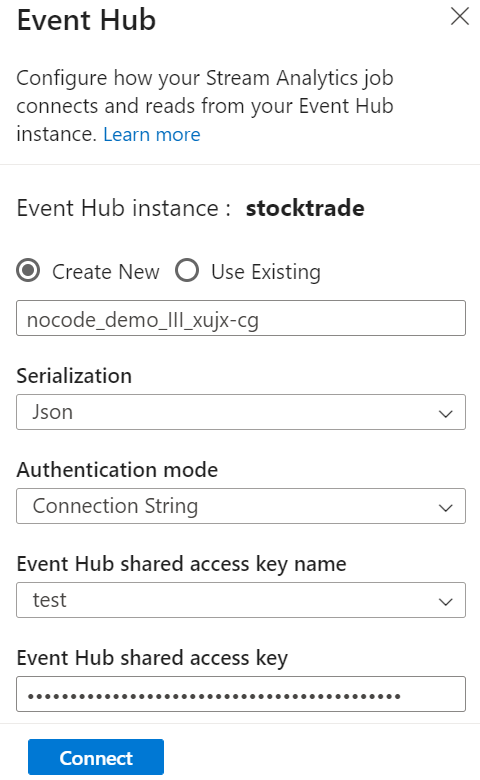 Event Hub
Configure how your Stream Analytics job
connects and reads from your Event Hub
instance. Learn more
Event Hub instance : stocktrade
Create New Use Existing
nocode_demo_III_xujx-cg
Serialization
Json
Authentication mode
Connection String
Event Hub shared access key name
test
Event Hub shared access key
••••••••••••••••••••••••••••••••••••••••••••
Connect